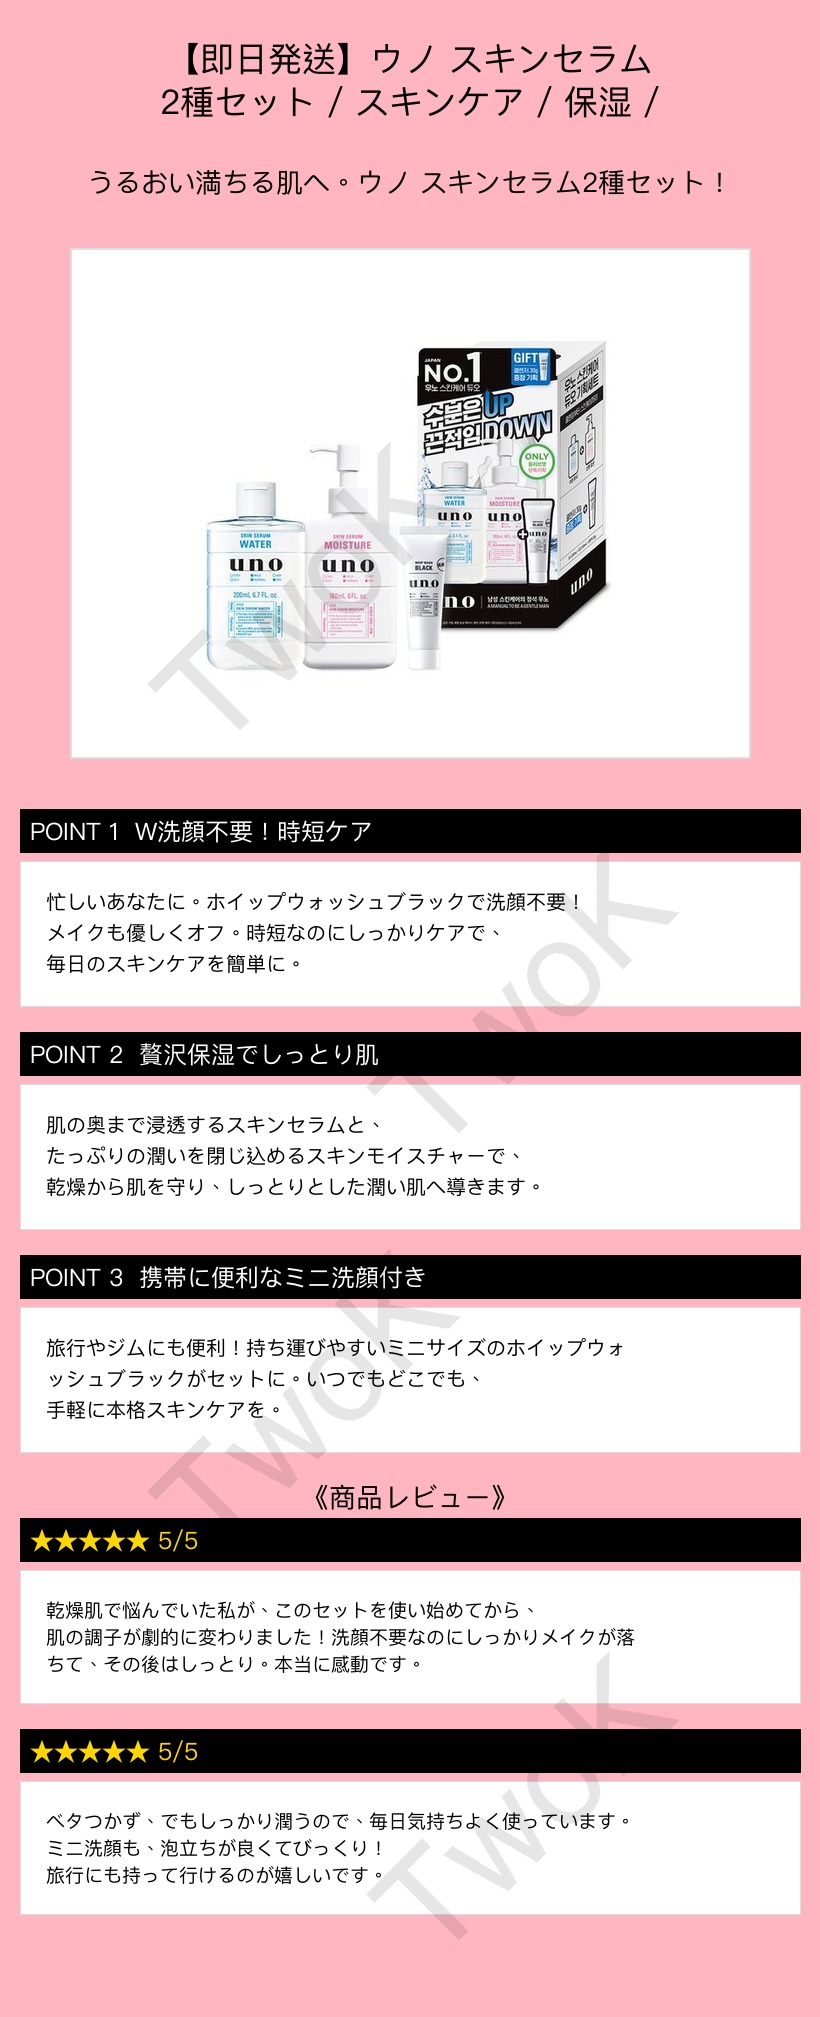 【即日発送】ウノ スキンセラム
2種セット / スキンケア / 保湿 /
うるおい満ちる肌へ。ウノ スキンセラム2種セット！
JAPAN
NO.1
우노 스킨케어 듀오
GIFT
클렌저 30g
증정 기획
수분은 UP
끈적임 DOWN
ONLY
올리브영
단독기획
우노 스킨케어
듀오 기획세트
SKIN SERUM
WATER
uno
200mL 6.7 FL. oz.
SKIN SERUM WATER
SKIN SERUM
MOISTURE
uno
180mL 6 FL. oz.
SKIN SERUM MOISTURE
WHIP WASH
BLACK
uno
SKIN SERUM
WATER
uno
SKIN SERUM
MOISTURE
uno
BLACK
uno
uno
남성 스킨케어의 정석 우노
A MANUAL TO BE A GENTLE MAN
uno
TwoK
POINT 1 W洗顔不要！時短ケア
忙しいあなたに。ホイップウォッシュブラックで洗顔不要！
メイクも優しくオフ。時短なのにしっかりケアで、
毎日のスキンケアを簡単に。
TwoK
POINT 2 贅沢保湿でしっとり肌
肌の奥まで浸透するスキンセラムと、
たっぷりの潤いを閉じ込めるスキンモイスチャーで、
乾燥から肌を守り、しっとりとした潤い肌へ導きます。
POINT 3 携帯に便利なミニ洗顔付き
旅行やジムにも便利！持ち運びやすいミニサイズのホイップウォ
ッシュブラックがセットに。いつでもどこでも、
手軽に本格スキンケアを。
TwoK
《商品レビュー》
★★★★★ 5/5
乾燥肌で悩んでいた私が、このセットを使い始めてから、
肌の調子が劇的に変わりました！洗顔不要なのにしっかりメイクが落
ちて、その後はしっとり。本当に感動です。
★★★★★ 5/5
ベタつかず、でもしっかり潤うので、毎日気持ちよく使っています。
ミニ洗顔も、泡立ちが良くてびっくり！
旅行にも持って行けるのが嬉しいです。
TwoK